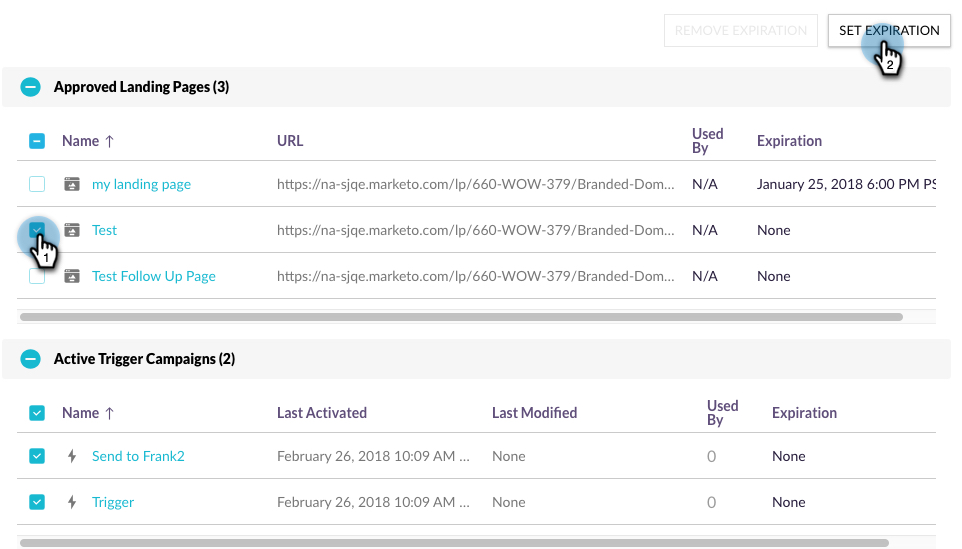 REMOVE EXPIRATION SET EXPIRATION
2
Approved Landing Pages (3)
Name ↑ URL Used By Expiration
my landing page https://na-sjqe.marketo.com/lp/660-WOW-379/Branded-Dom... N/A January 25, 2018 6:00 PM PS
Test https://na-sjqe.marketo.com/lp/660-WOW-379/Branded-Dom... N/A None
1
Test Follow Up Page https://na-sjqe.marketo.com/lp/660-WOW-379/Branded-Dom... N/A None
Active Trigger Campaigns (2)
Name ↑ Last Activated Last Modified Used By Expiration
Send to Frank2 February 26, 2018 10:09 AM ... None 0 None
Trigger February 26, 2018 10:09 AM ... None 0 None